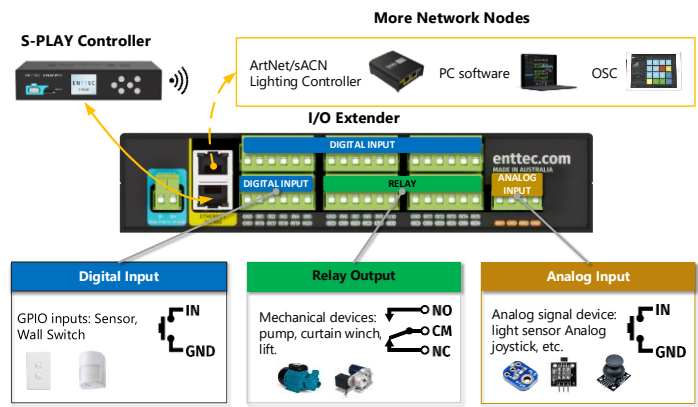 More Network Nodes
S-PLAY Controller
ENTTEC
ArtNet/sACN
Lighting Controller
PC software
OSC
I/O Extender
DIGITAL INPUT
enttec.com
MADE IN AUSTRALIA
DIGITAL INPUT
RELAY
ANALOG
INPUT
ETHERNET
Digital Input
Relay Output
Analog Input
GPIO inputs: Sensor,
Wall Switch
IN
GND
Mechanical devices:
pump, curtain winch,
lift.
NO
CM
NC
Analog signal device:
light sensor Analog
joystick, etc.
IN
GND